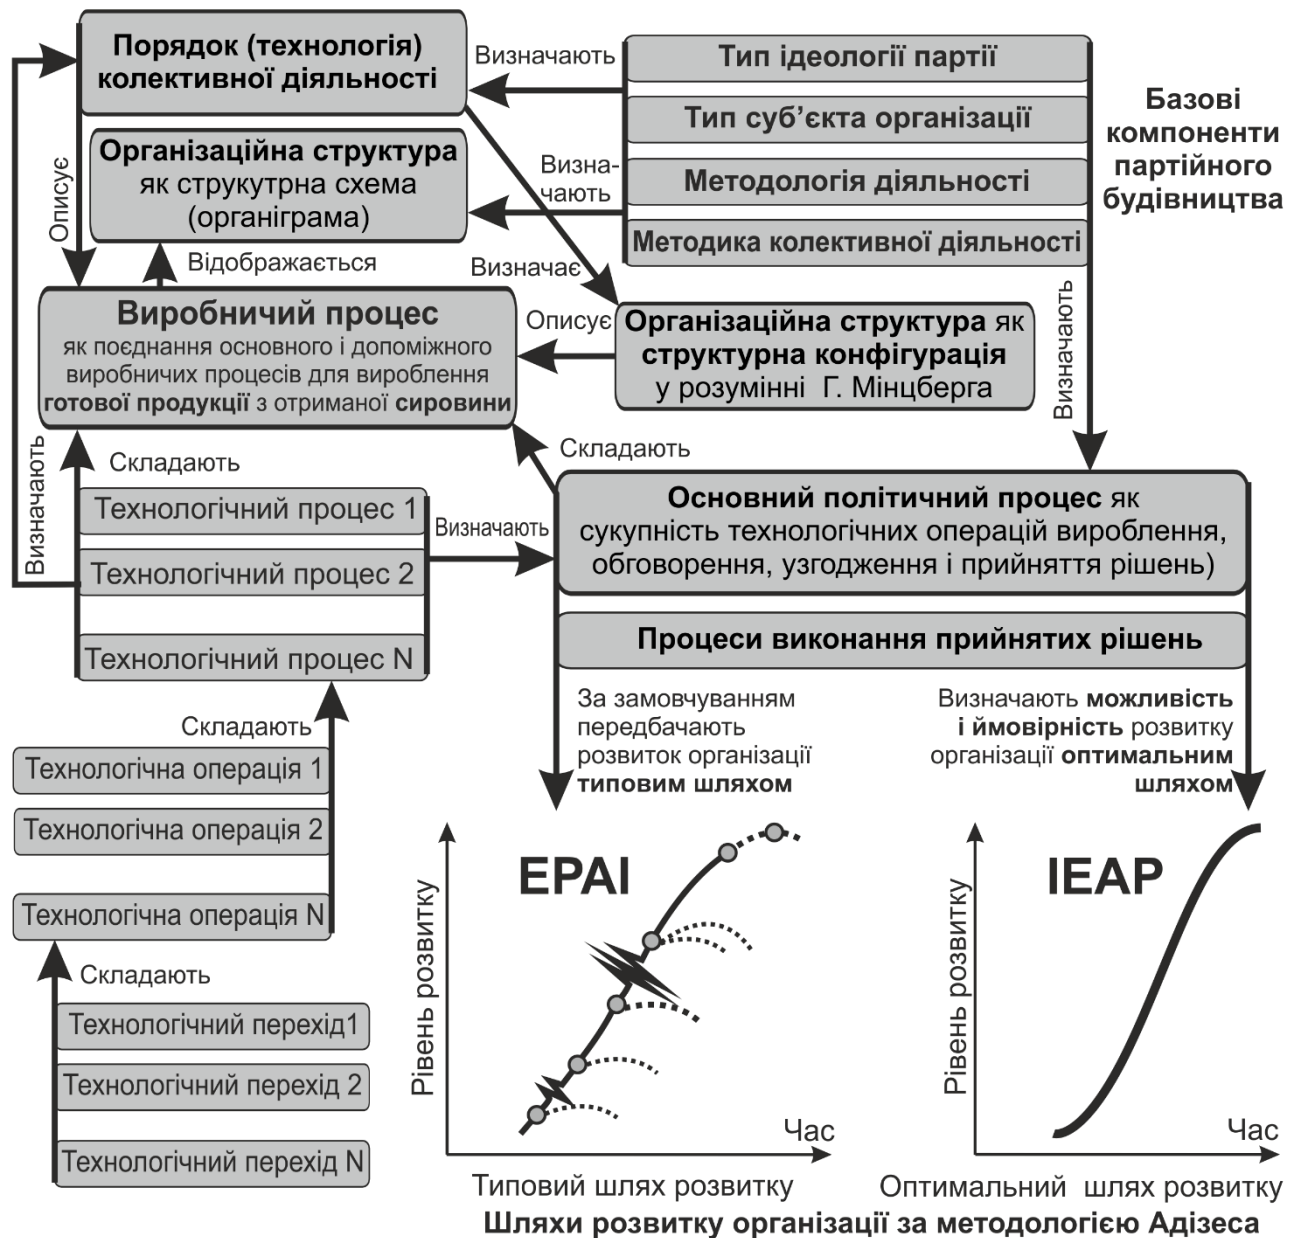 Порядок (технологія)
колективної діяльності
Визначають
Тип ідеології партії
Тип суб’єкта організації
Методологія діяльності
Методика колективної діяльності
Базові
компоненти
партійного
будівництва
Організаційна структура
як струкутрна схема
(органіграма)
Визна-
чають
Описує
Відображається
Визначає
Виробничий процес
як поєднання основного і допоміжного
виробничих процесів для вироблення
готової продукції з отриманої сировини
Описує
Організаційна структура як
структурна конфігурація
у розумінні Г. Мінцберга
Визначають
Визначають
Складають
Складають
Технологічний процес 1
Технологічний процес 2
Технологічний процес N
Визначають
Основний політичний процес як
сукупність технологічних операцій вироблення,
обговорення, узгодження і прийняття рішень)
Процеси виконання прийнятих рішень
За замовчуванням
передбачають
розвиток організації
типовим шляхом
Визначають можливість
і ймовірність розвитку
організації оптимальним
шляхом
Складають
Технологічна операція 1
Технологічна операція 2
Технологічна операція N
Складають
Технологічний перехід1
Технологічний перехід 2
Технологічний перехід N
EPAI
Рівень розвитку
Час
Типовий шлях розвитку
IEAP
Рівень розвитку
Час
Оптимальний шлях розвитку
Шляхи розвитку організації за методологією Адізеса